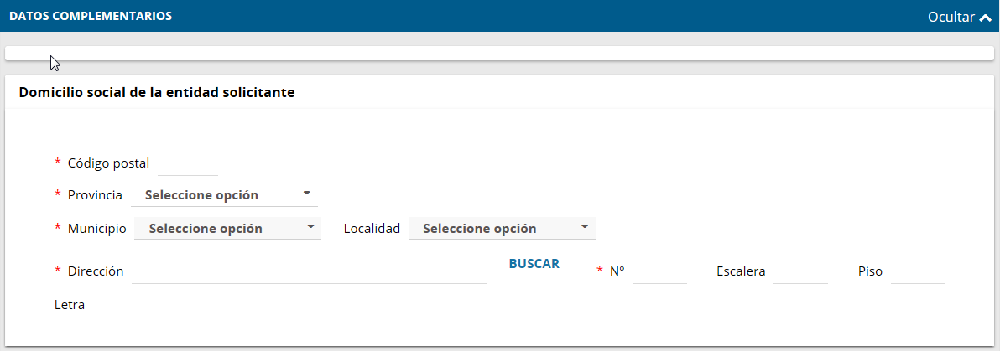 DATOS COMPLEMENTARIOS Ocultar
Domicilio social de la entidad solicitante
* Código postal
* Provincia Seleccione opción
* Municipio Seleccione opción Localidad Seleccione opción
* Dirección BUSCAR * Nº Escalera Piso
Letra